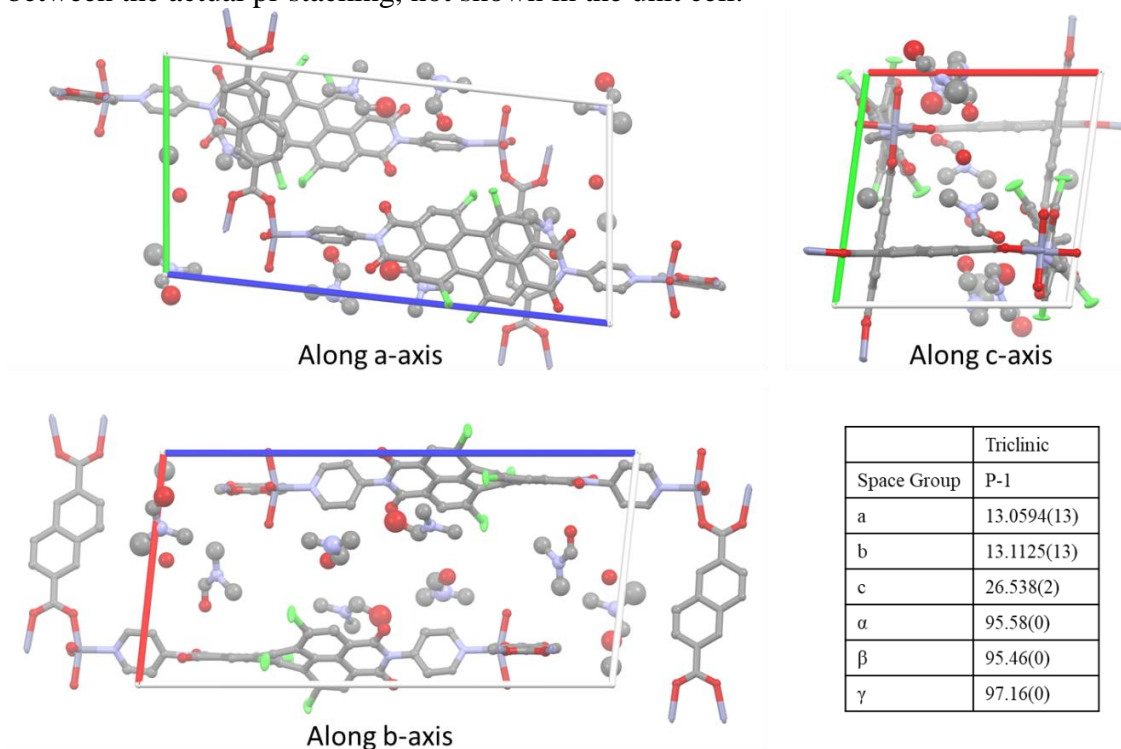 between the actual pi-stacking, not shown in the unit cell.
Along a-axis
Along c-axis
Along b-axis
Triclinic
Space Group P-1
a 13.0594(13)
b 13.1125(13)
c 26.538(2)
α 95.58(0)
β 95.46(0)
γ 97.16(0)